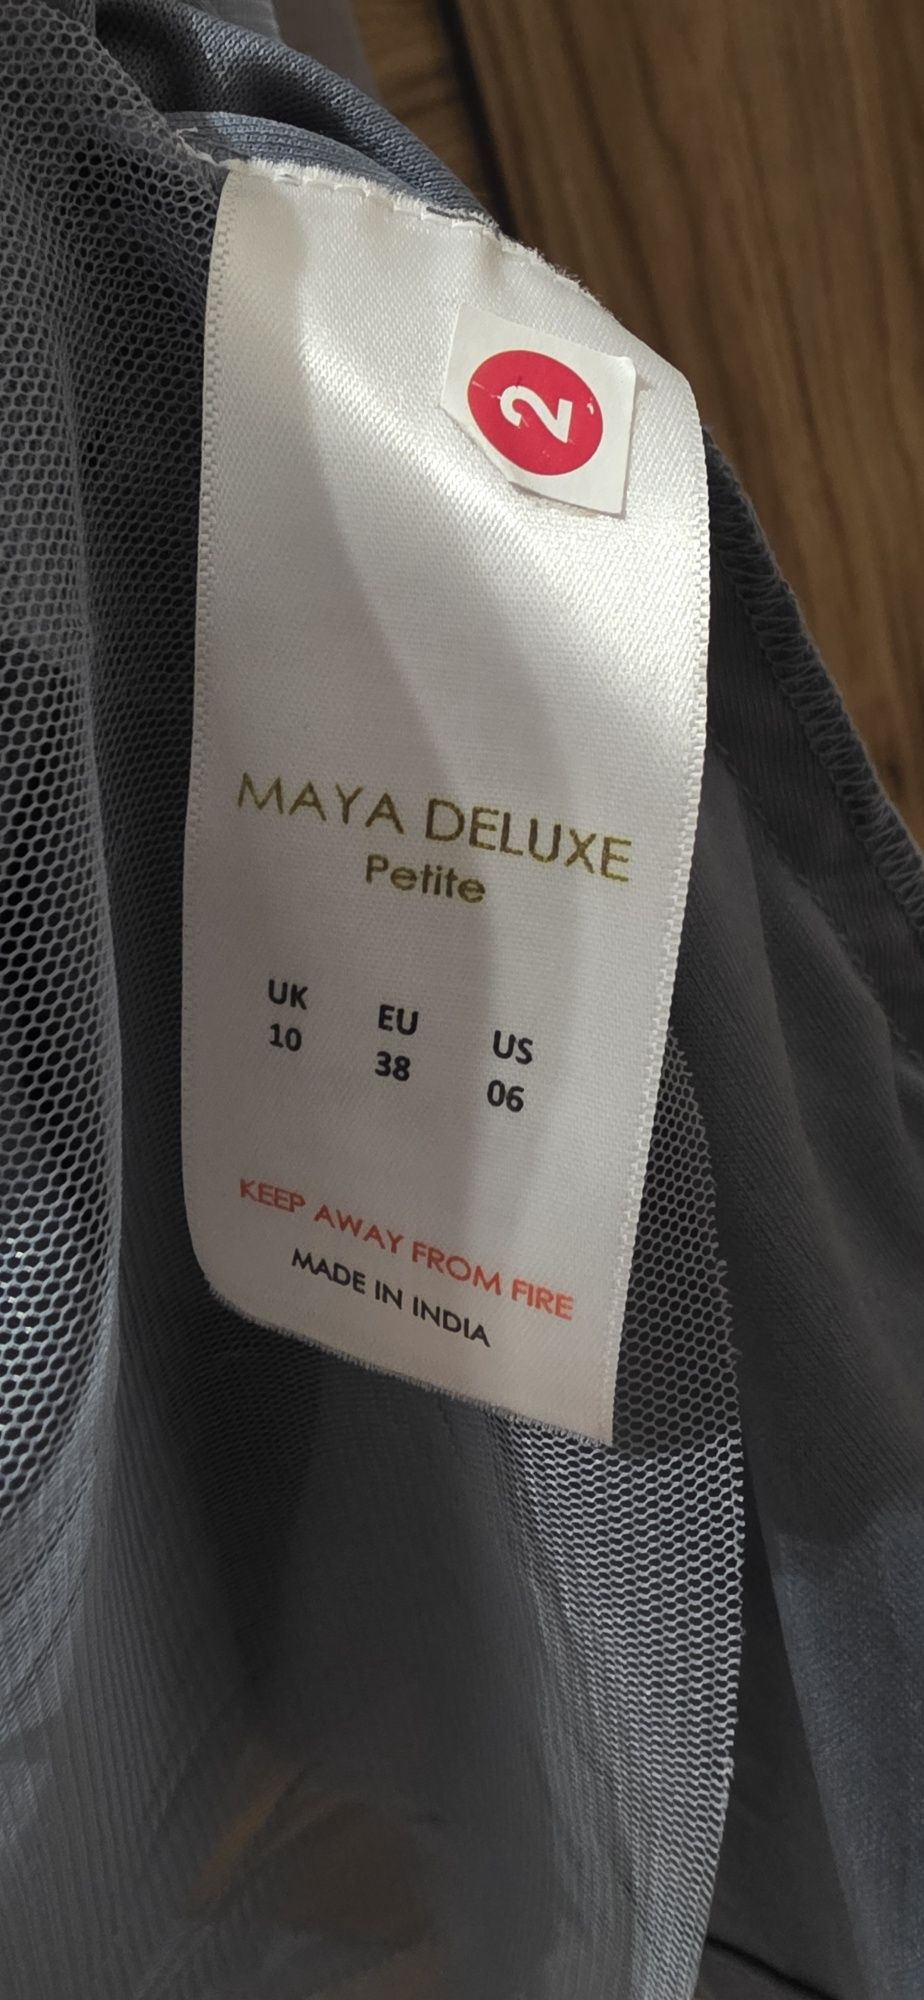 2
MAYA DELUXE
Petite
UK EU US
10 38 06
KEEP AWAY FROM FIRE
MADE IN INDIA